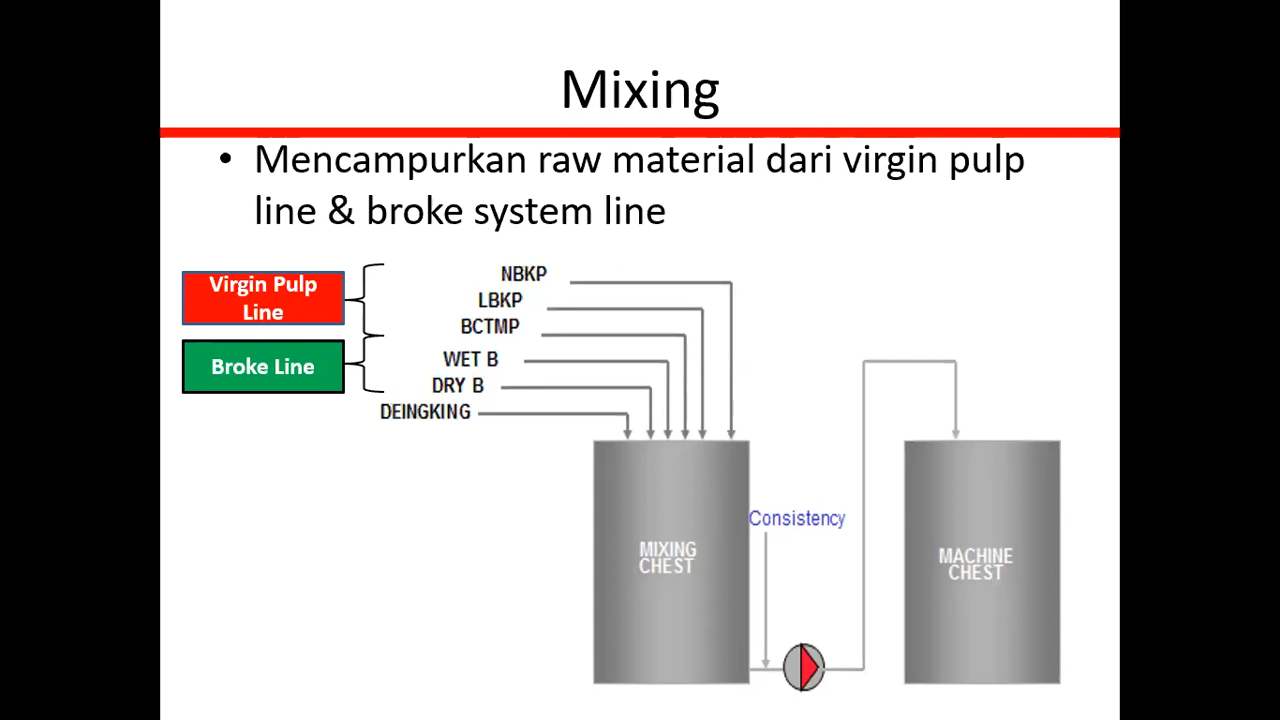 Mixing
• Mencampurkan raw material dari virgin pulp
line & broke system line
Virgin Pulp
Line
Broke Line
NBKP
LBKP
BCTMP
WET B
DRY B
DEINGKING
Consistency
MIXING
CHEST
MACHINE
CHEST